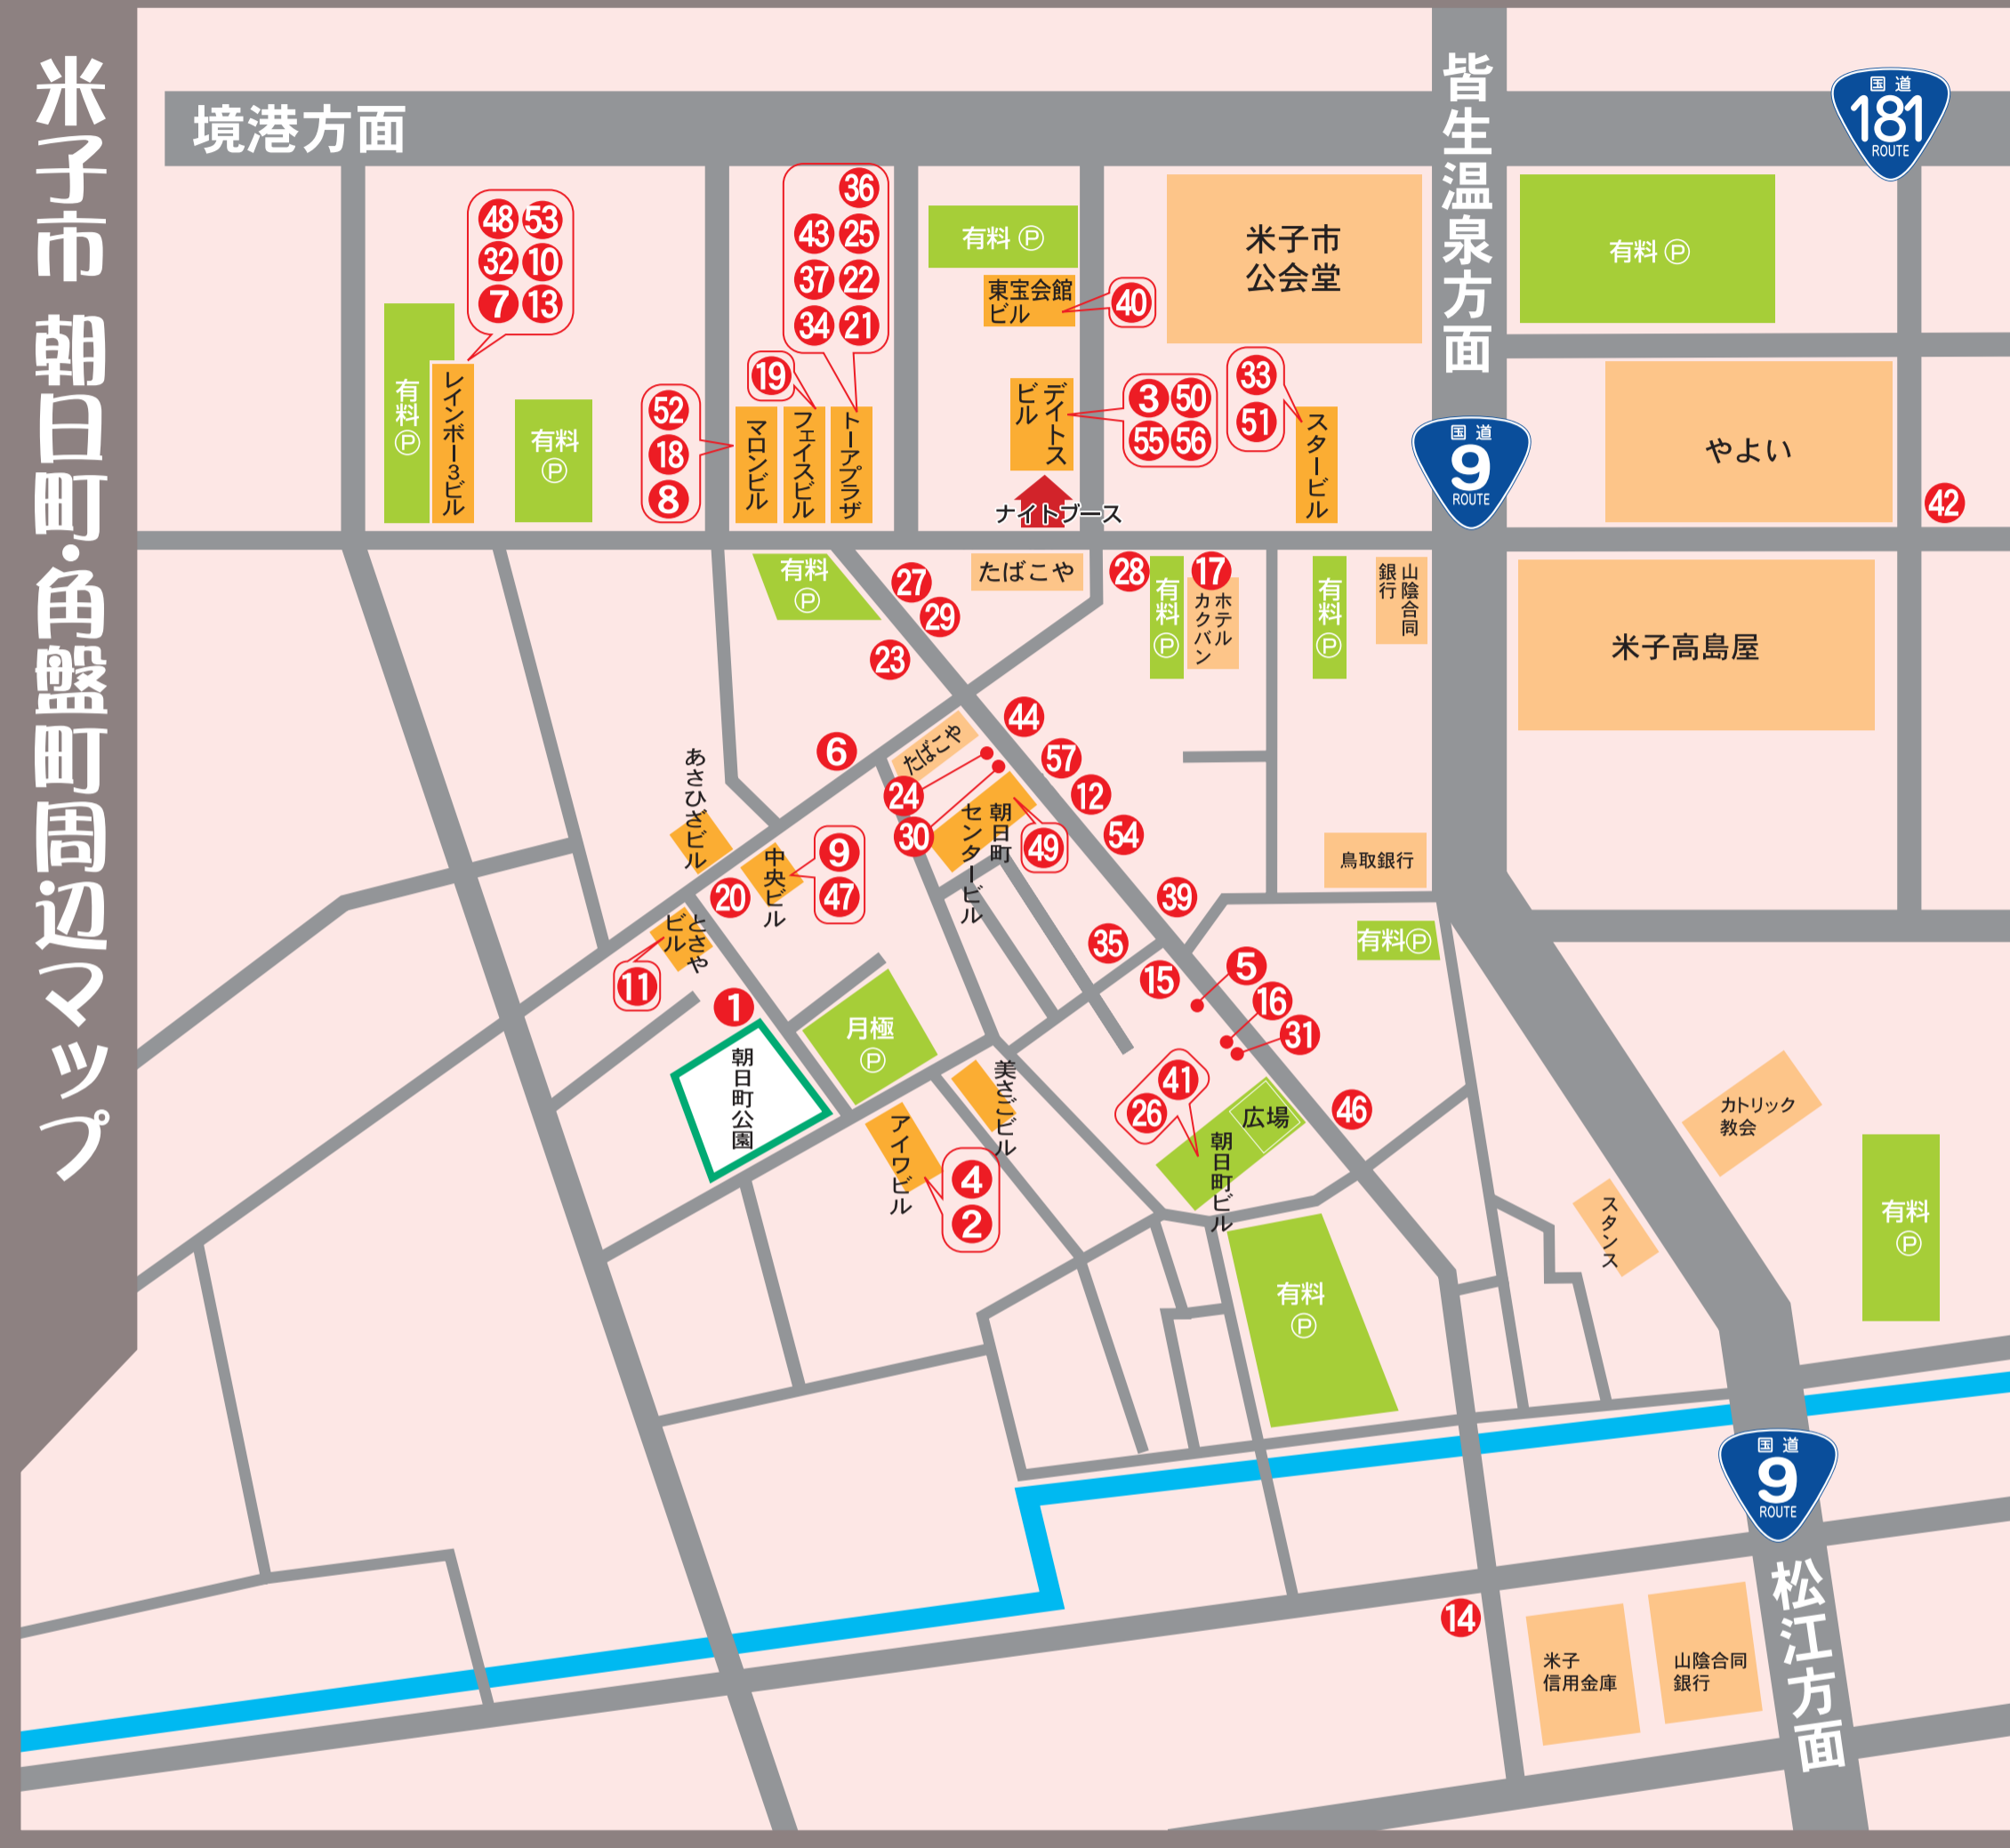 米子市 朝日町・角盤町周辺マップ
境巷方面
皆生温泉方面
国道
181
ROUTE
48 53
32 10
7 13
36
43 25
37 22
34 21
19
52
18
8
有料 Ⓟ
レインボー3ビル
有料 Ⓟ
マロンビル
フェイスビル
トーアプラザ
有料 Ⓟ
東宝会館
ビル
40
デイトス
ビル
3 50
55 56
33
51
スタービル
ナイトブース
米子市
公会堂
有料 Ⓟ
国道
9
ROUTE
やよい
42
有料
Ⓟ
27
29
23
たばこや
28
有料Ⓟ
17
ホテル
カクバン
有料Ⓟ
山陰合同
銀行
米子高島屋
44
57
12
54
6
たばこや
24
30
朝日町
センタービル
49
あさひざビル
中央ビル
9
47
20
とさや
ビル
11
1
朝日町公園
月極
Ⓟ
39
35
15
5
16
31
鳥取銀行
有料Ⓟ
41
26
広場
朝日町ビル
46
美さごビル
アイワビル
4
2
有料
Ⓟ
カトリック
教会
スタンス
有料
Ⓟ
国道
9
ROUTE
14
米子
信用金庫
山陰合同
銀行
松江方面